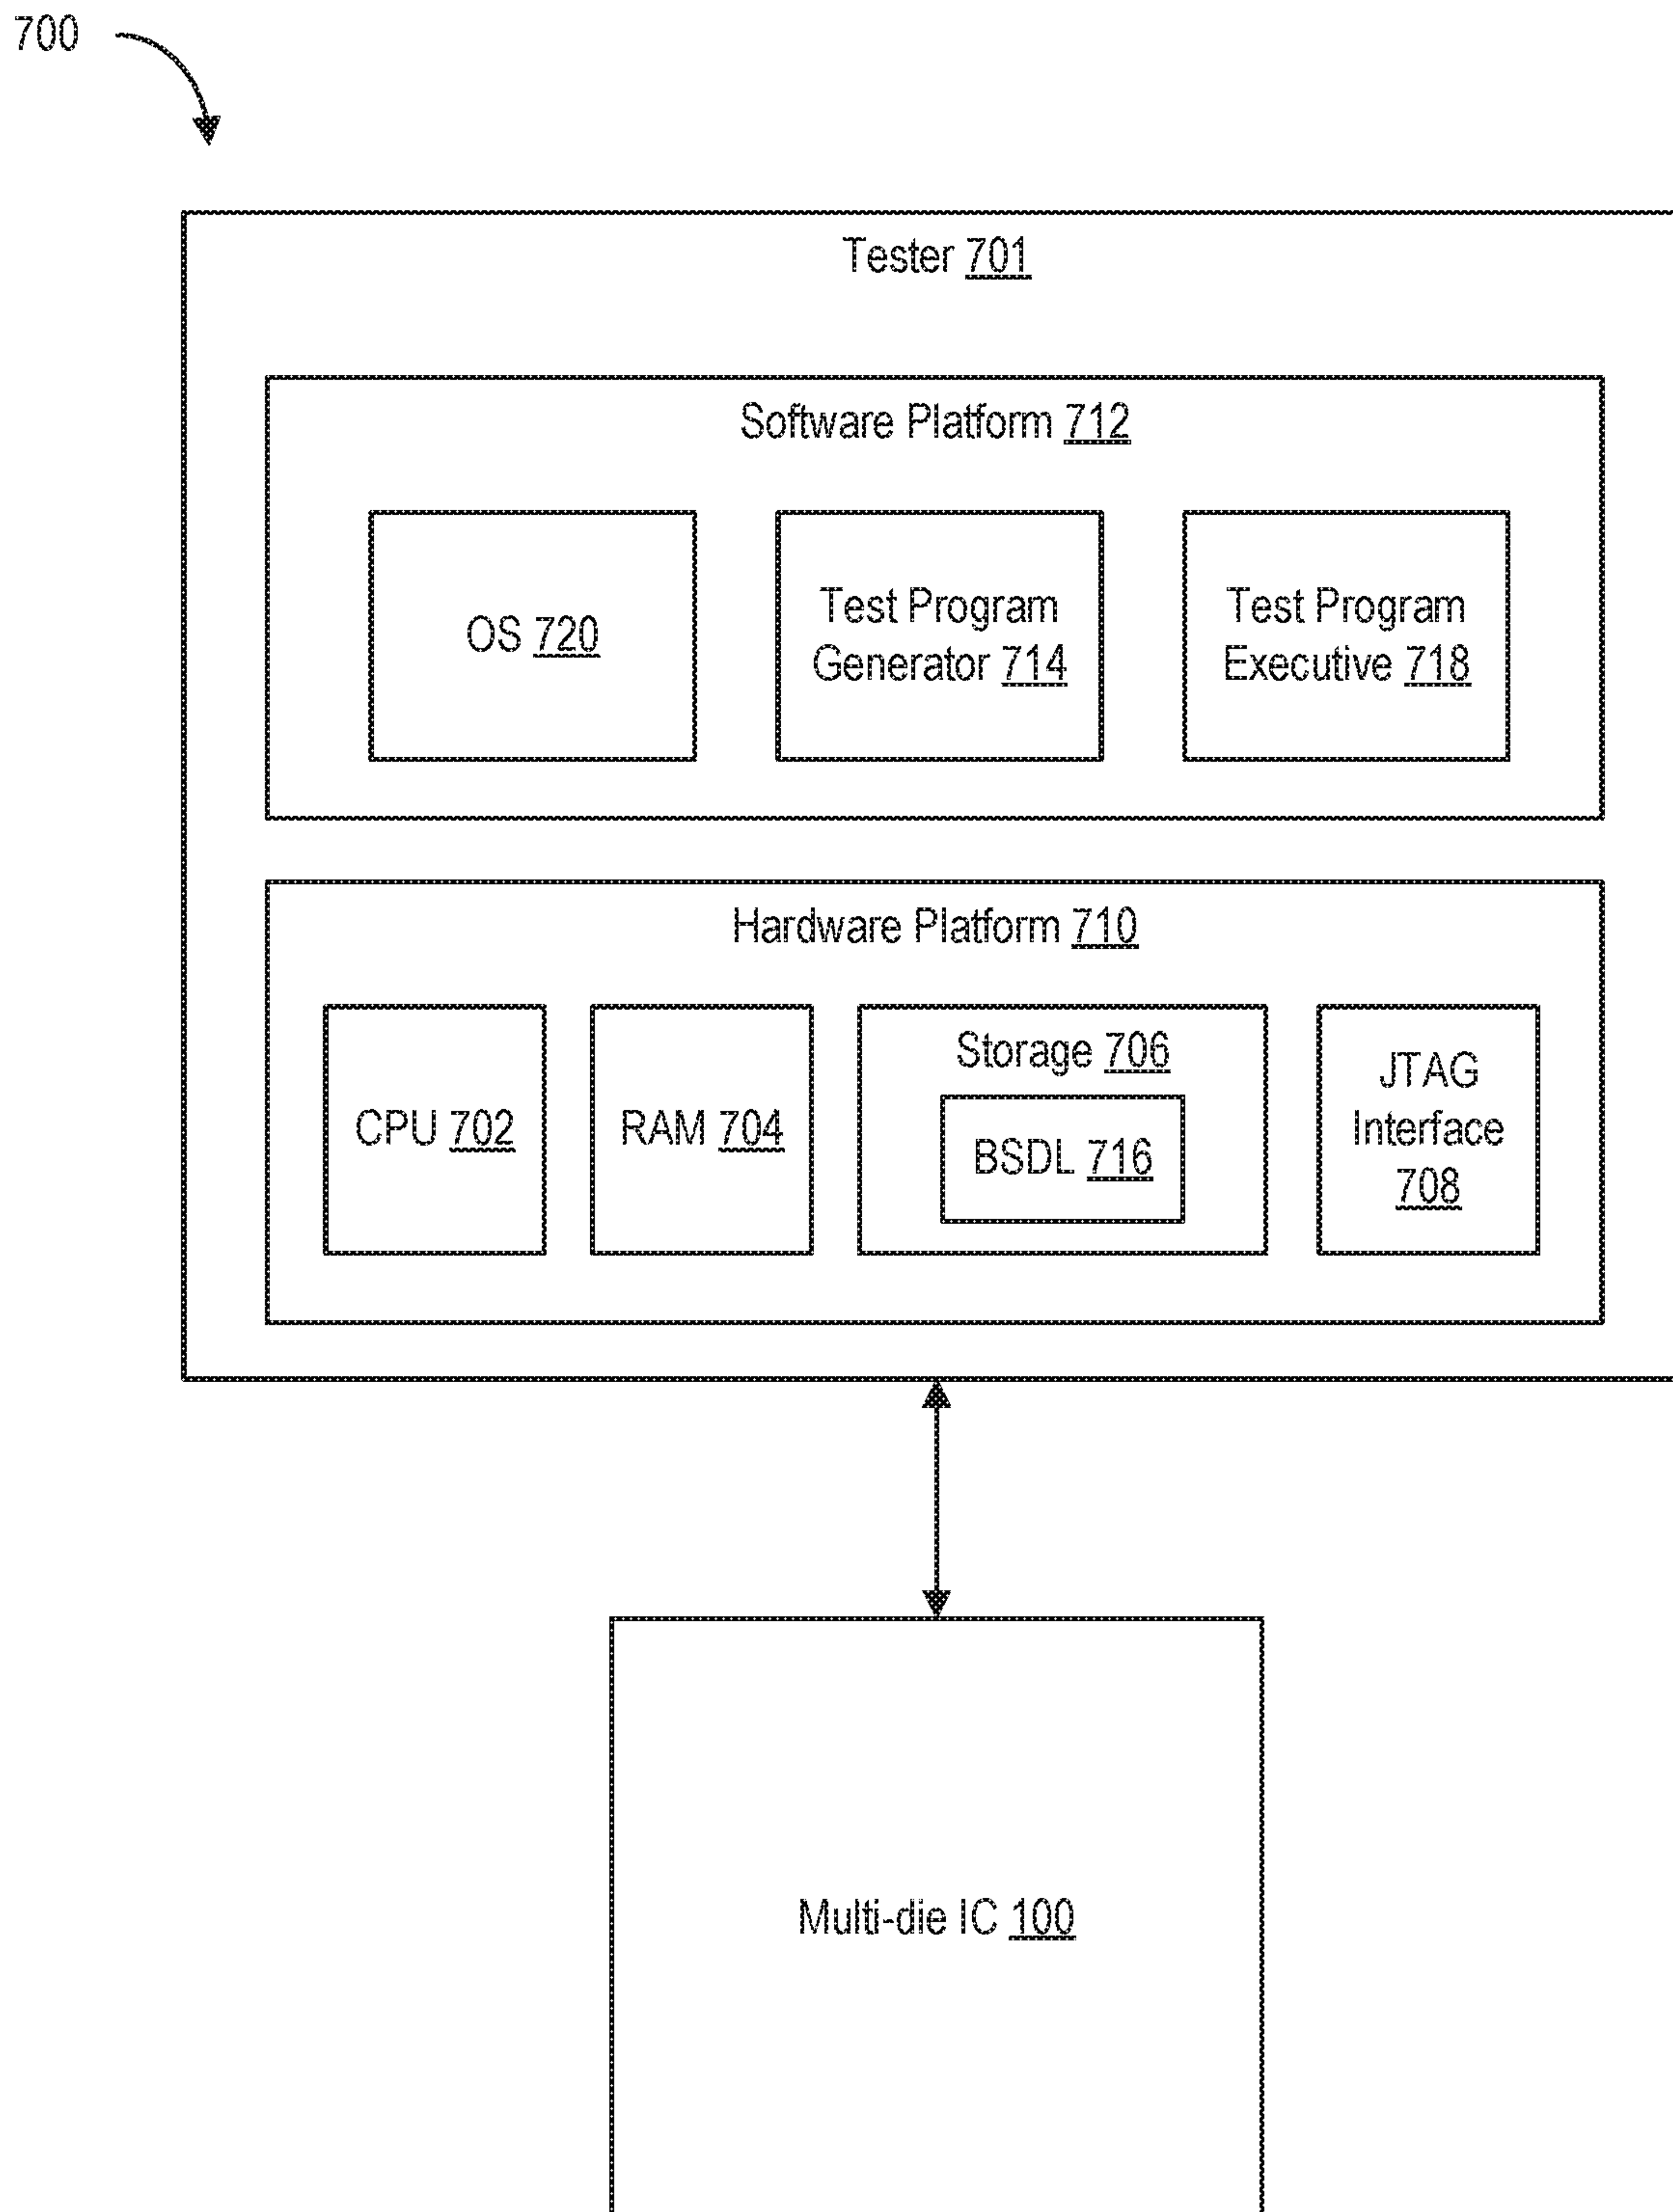 700
Tester 701
Software Platform 712
OS 720
Test Program
Generator 714
Test Program
Executive 718
Hardware Platform 710
CPU 702
RAM 704
Storage 706
BSDL 716
JTAG
Interface
708
Multi-die IC 100